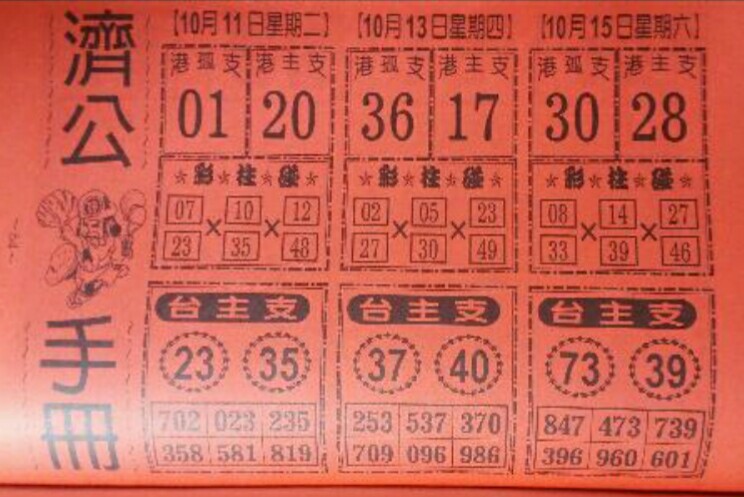 濟公手冊
【10月11日星期二】
港孤支 港主支
01 20
彩柱碰
07 × 10 × 12
23 35 48
台主支
23 35
702 023 235
358 581 819
【10月13日星期四】
港孤支 港主支
36 17
彩柱碰
02 × 05 × 23
27 30 49
台主支
37 40
253 537 370
709 096 986
【10月15日星期六】
港孤支 港主支
30 28
彩柱碰
08 × 14 × 27
33 39 46
台主支
73 39
847 473 739
396 960 601